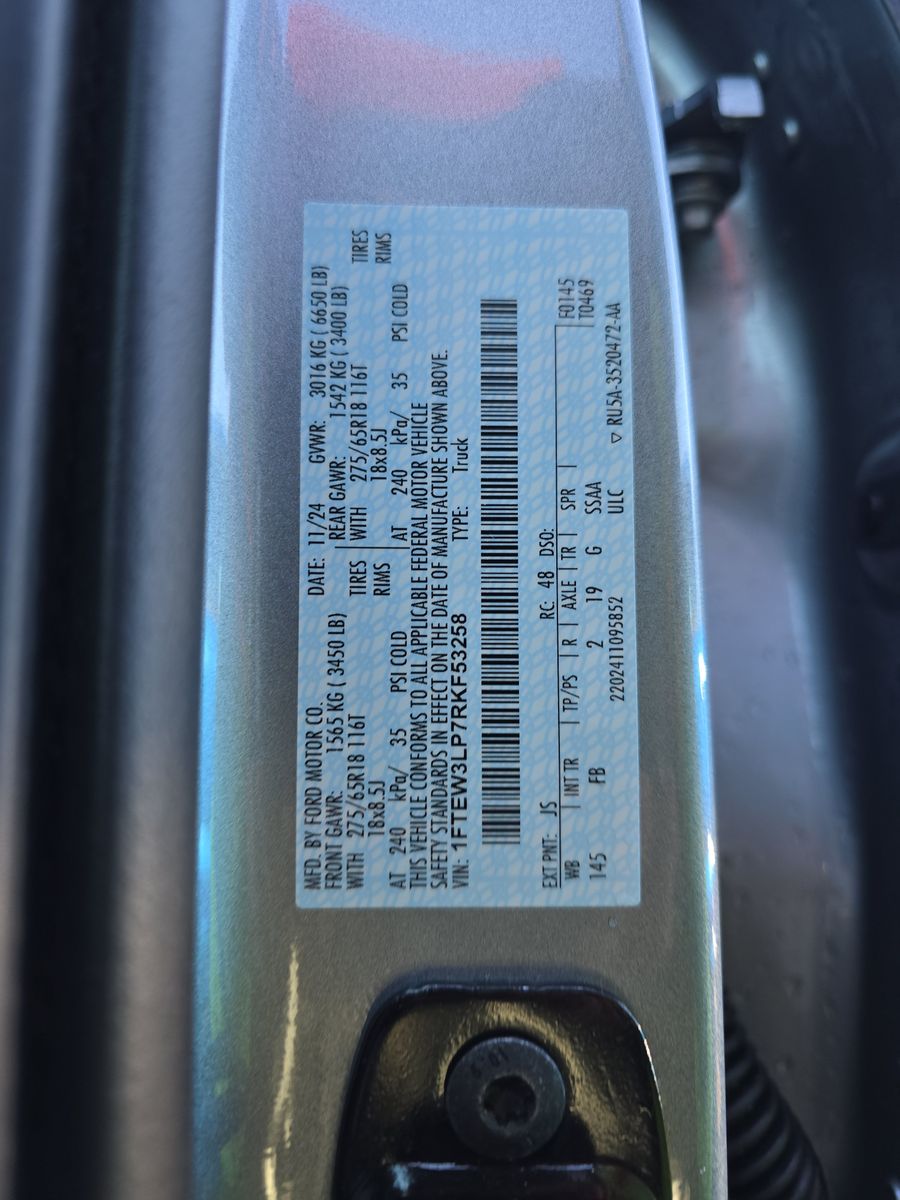 MFD. BY FORD MOTOR CO. DATE: 11/24 GVWR: 3016 KG ( 6650 LB)
FRONT GAWR: 1565 KG ( 3450 LB) REAR GAWR: 1542 KG ( 3400 LB)
WITH 275/65R18 116T TIRES WITH 275/65R18 116T TIRES
18x8.5J RIMS 18x8.5J RIMS
AT 240 kPa/ 35 PSI COLD AT 240 kPa/ 35 PSI COLD
THIS VEHICLE CONFORMS TO ALL APPLICABLE FEDERAL MOTOR VEHICLE
SAFETY STANDARDS IN EFFECT ON THE DATE OF MANUFACTURE SHOWN ABOVE.
VIN: 1FTEW3LP7RKF53258 TYPE: Truck
EXT PNT: JS RC: 48 DSO: F0145
WB | INT TR | TP/PS | R | AXLE | TR | SPR | T0469
145 FB 2 19 G SSAA
2202411095852 ULC ▽ RU5A-3520472-AA